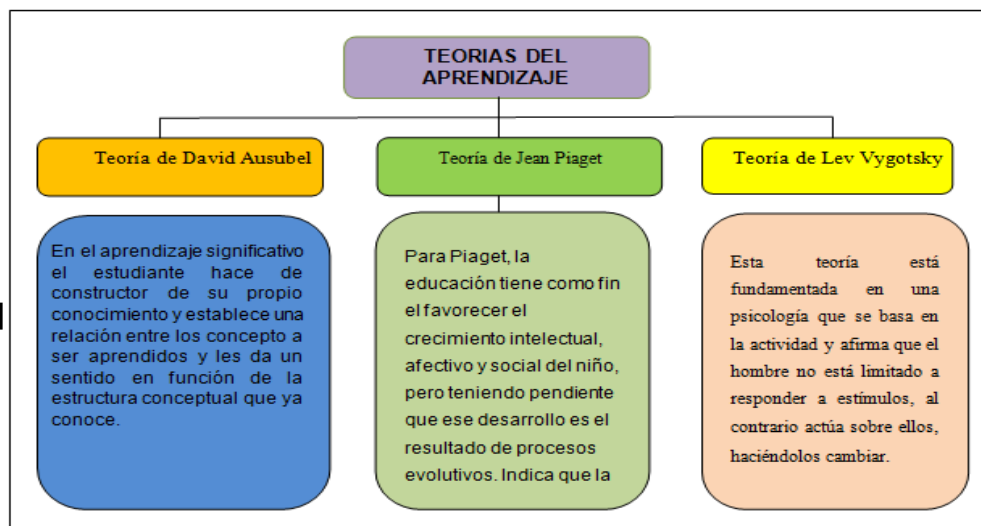 TEORIAS DEL
APRENDIZAJE
Teoría de David Ausubel
Teoría de Jean Piaget
Teoría de Lev Vygotsky
En el aprendizaje significativo
el estudiante hace de
constructor de su propio
conocimiento y establece una
relación entre los concepto a
ser aprendidos y les da un
sentido en función de la
estructura conceptual que ya
conoce.
Para Piaget, la
educación tiene como fin
el favorecer el
crecimiento intelectual,
afectivo y social del niño,
pero teniendo pendiente
que ese desarrollo es el
resultado de procesos
evolutivos. Indica que la
Esta teoría está
fundamentada en una
psicología que se basa en
la actividad y afirma que el
hombre no está limitado a
responder a estímulos, al
contrario actúa sobre ellos,
haciéndolos cambiar.